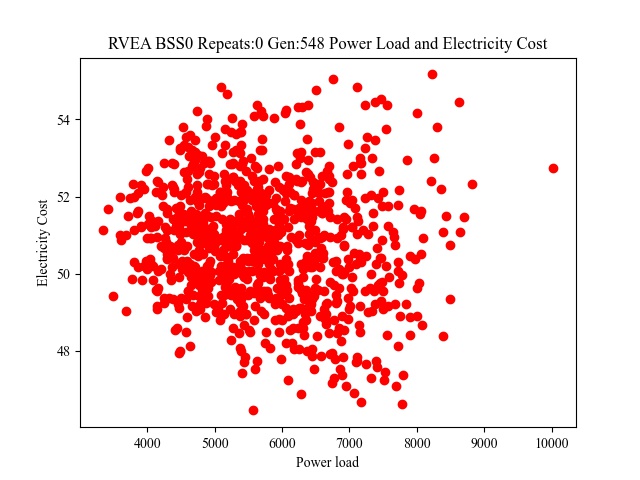 RVEA BSS0 Repeats:0 Gen:548 Power Load and Electricity Cost
54
52
50
48
Electricity Cost
4000 5000 6000 7000 8000 9000 10000
Power load